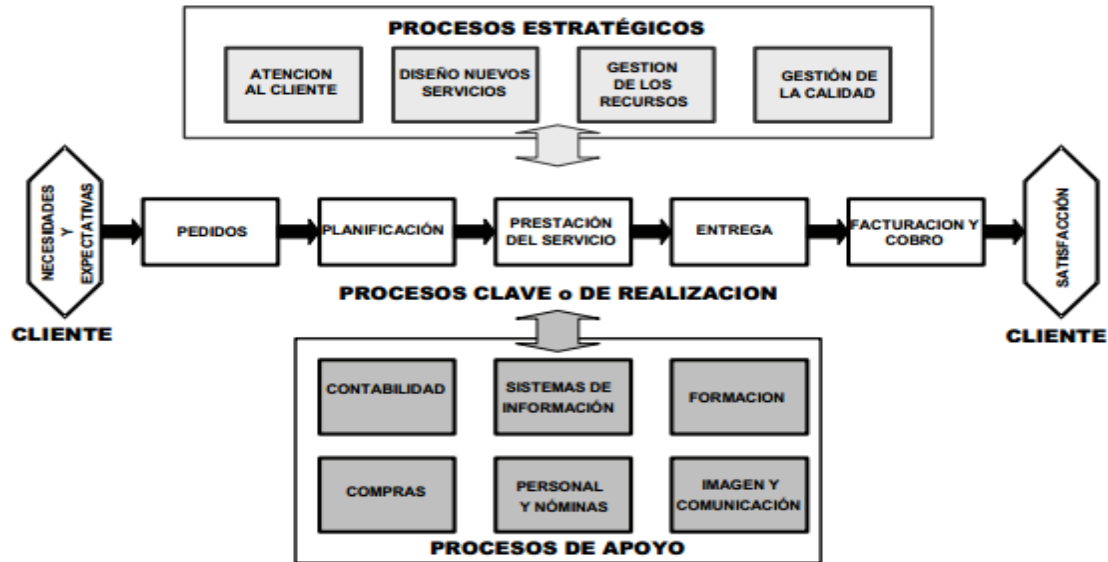 PROCESOS ESTRATÉGICOS
ATENCION
AL CLIENTE
DISEÑO NUEVOS
SERVICIOS
GESTION
DE LOS
RECURSOS
GESTIÓN DE
LA CALIDAD
NECESIDADES
Y
EXPECTATIVAS
CLIENTE
PEDIDOS
PLANIFICACIÓN
PRESTACIÓN
DEL SERVICIO
ENTREGA
FACTURACION Y
COBRO
SATISFACCIÓN
CLIENTE
PROCESOS CLAVE o DE REALIZACION
CONTABILIDAD
SISTEMAS DE
INFORMACIÓN
FORMACION
COMPRAS
PERSONAL
Y NÓMINAS
IMAGEN Y
COMUNICACIÓN
PROCESOS DE APOYO